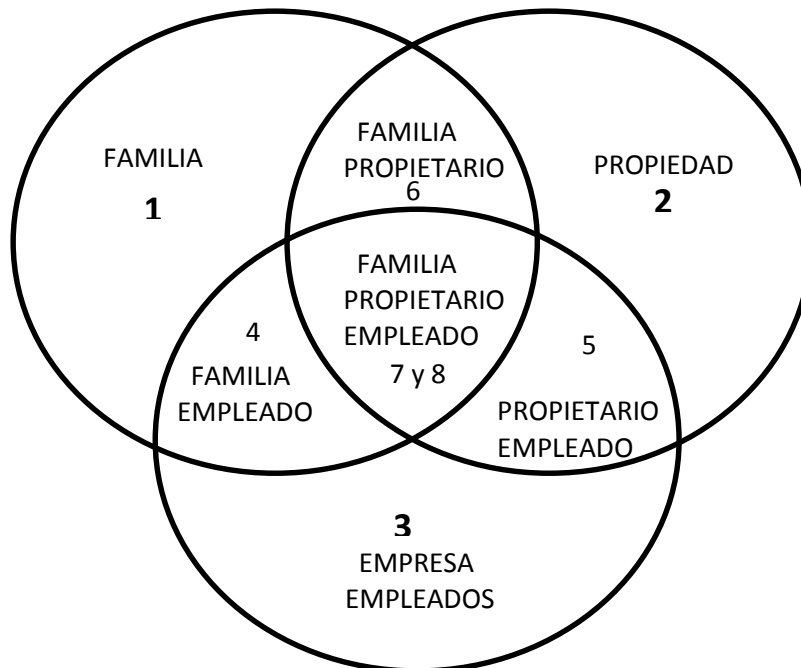 FAMILIA
1
FAMILIA
PROPIETARIO
6
PROPIEDAD
2
FAMILIA
PROPIETARIO
EMPLEADO
7 y 8
4
FAMILIA
EMPLEADO
5
PROPIETARIO
EMPLEADO
3
EMPRESA
EMPLEADOS